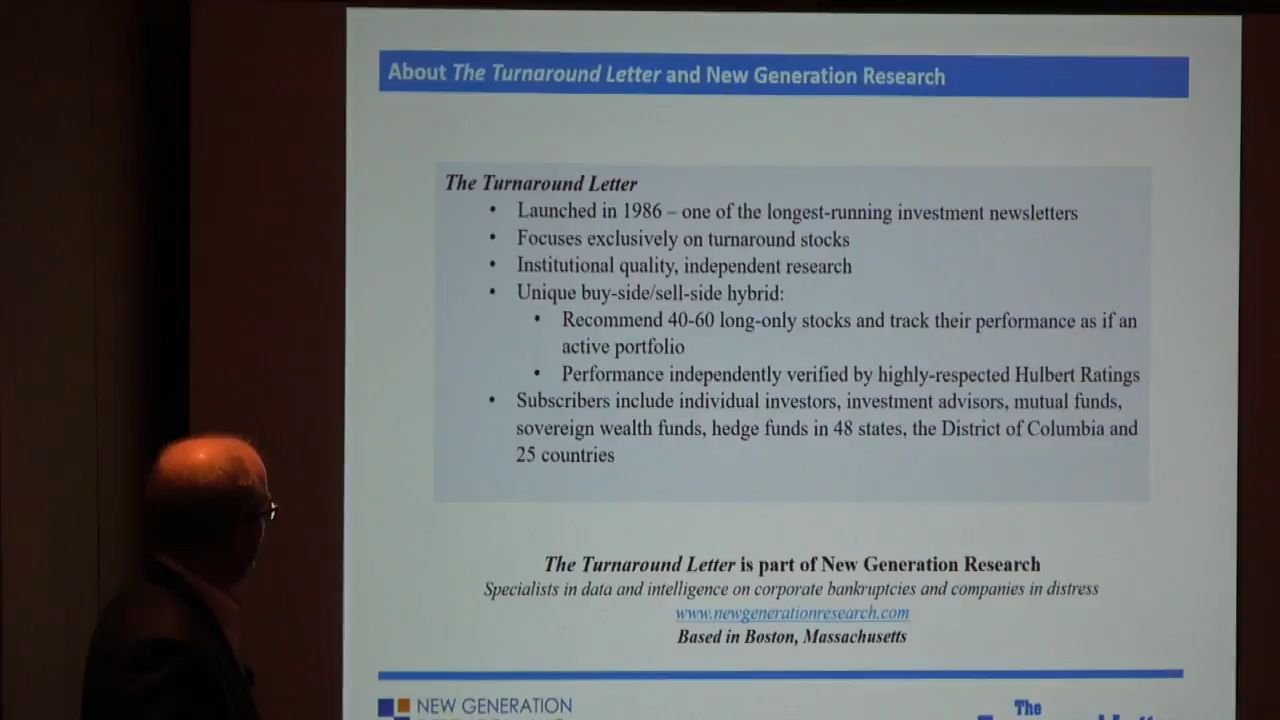 About The Turnaround Letter and New Generation Research
The Turnaround Letter
• Launched in 1986 – one of the longest-running investment newsletters
• Focuses exclusively on turnaround stocks
• Institutional quality, independent research
• Unique buy-side/sell-side hybrid:
• Recommend 40-60 long-only stocks and track their performance as if an
active portfolio
• Performance independently verified by highly-respected Hulbert Ratings
• Subscribers include individual investors, investment advisors, mutual funds,
sovereign wealth funds, hedge funds in 48 states, the District of Columbia and
25 countries
The Turnaround Letter is part of New Generation Research
Specialists in data and intelligence on corporate bankruptcies and companies in distress
www.newgenerationresearch.com
Based in Boston, Massachusetts
NEW GENERATION
The